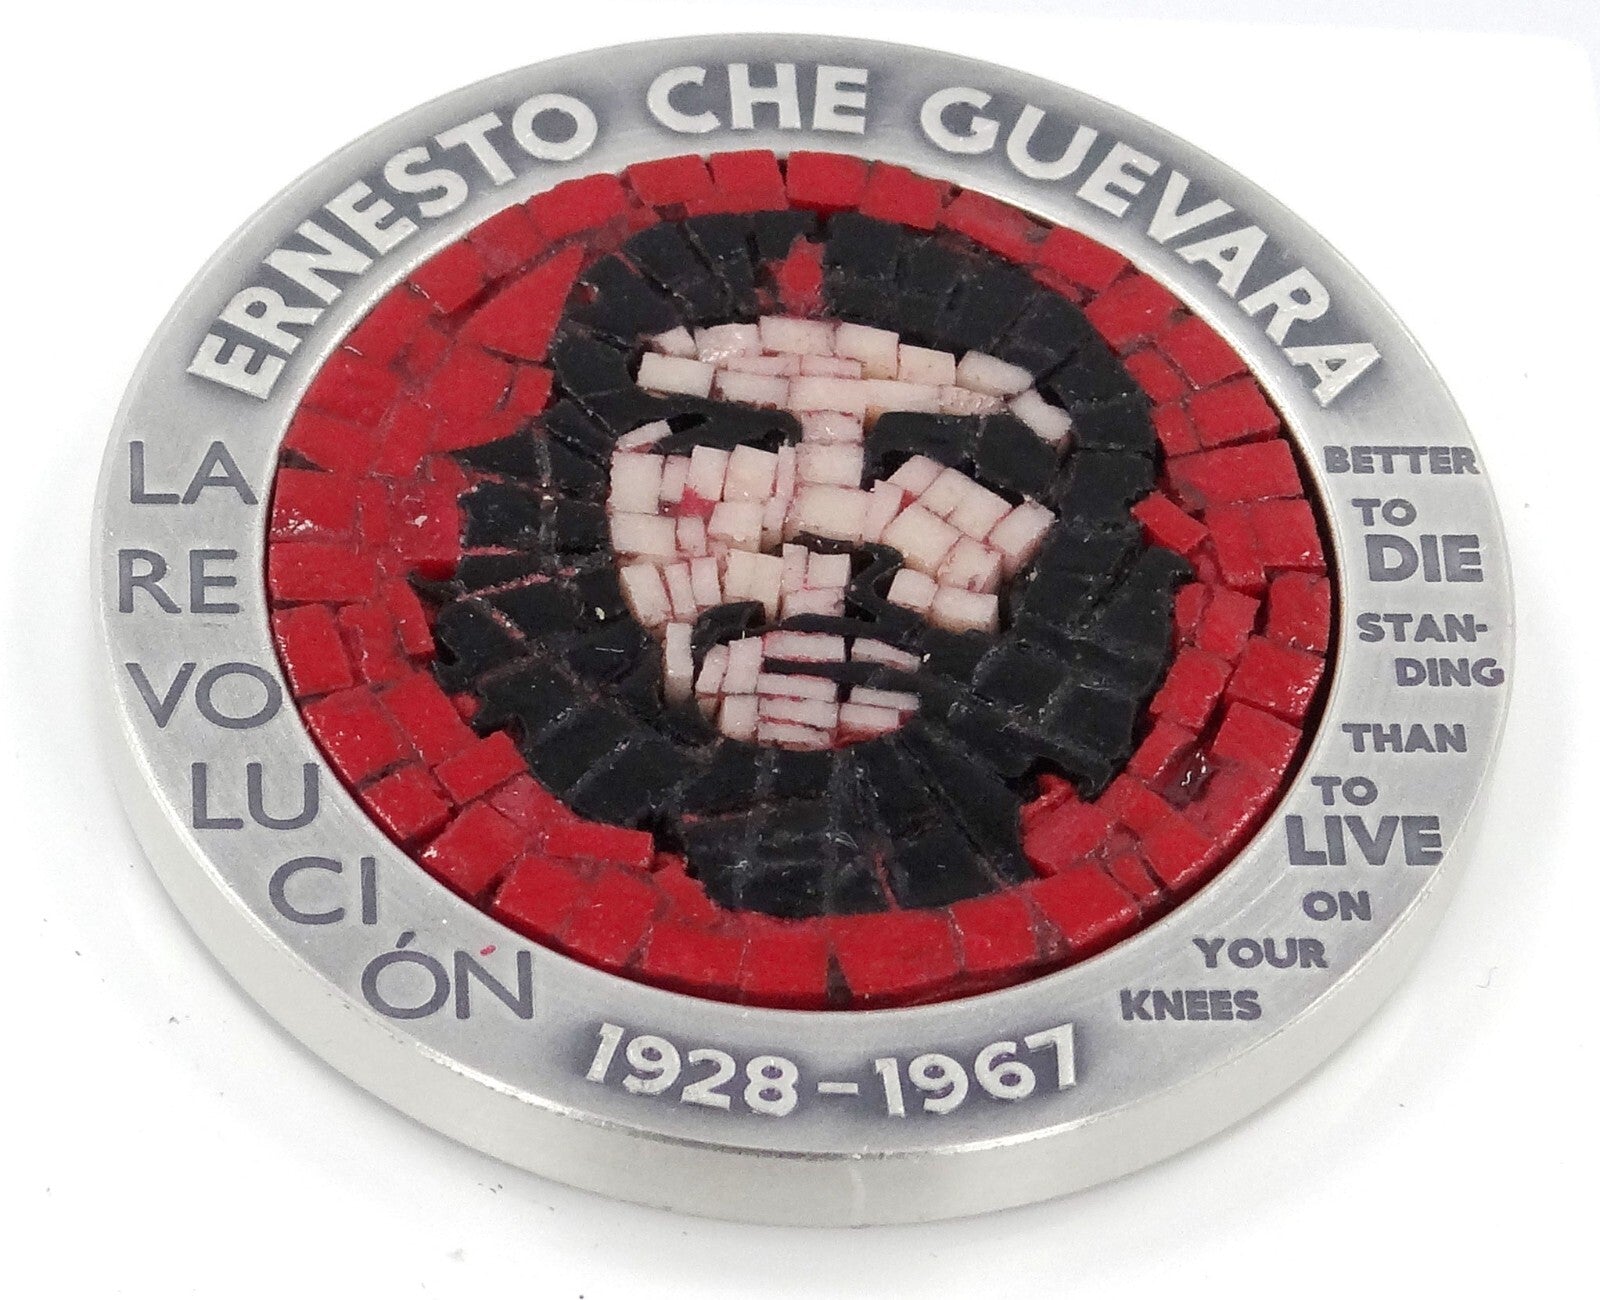 ERNESTO CHE GUEVARA
LA
RE
VO
LU
CI
ÓŃ
BETTER
TO
DIE
STAN-
DING
THAN
TO
LIVE
ON
YOUR
KNEES
1928-1967